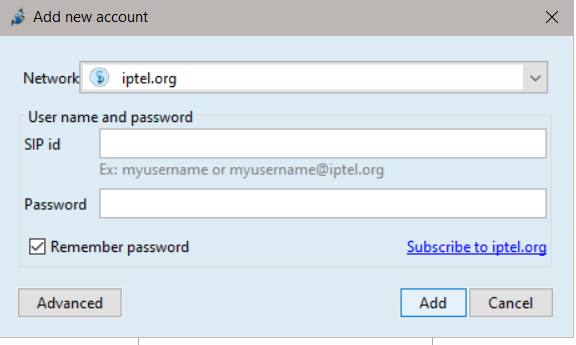 Add new account
Network iptel.org
User name and password
SIP id
Ex: myusername or myusername@iptel.org
Password
Remember password Subscribe to iptel.org
Advanced Add Cancel